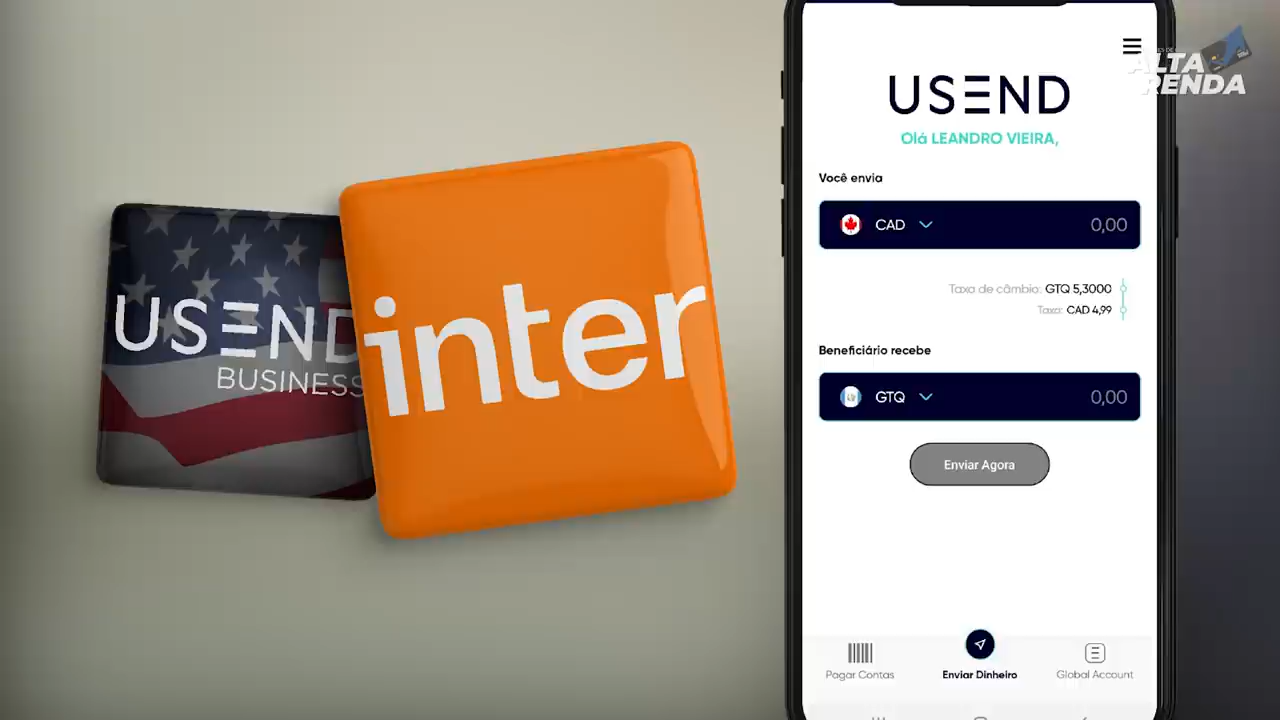 USEND
BUSINESS
inter
ALTA
RENDA
USEND
Olá LEANDRO VIEIRA,
Você envia
CAD 0,00
Taxa de câmbio: GTQ 5,3000
Taxa: CAD 4,99
Beneficiário recebe
GTQ 0,00
Enviar Agora
Pagar Contas
Enviar Dinheiro
Global Account